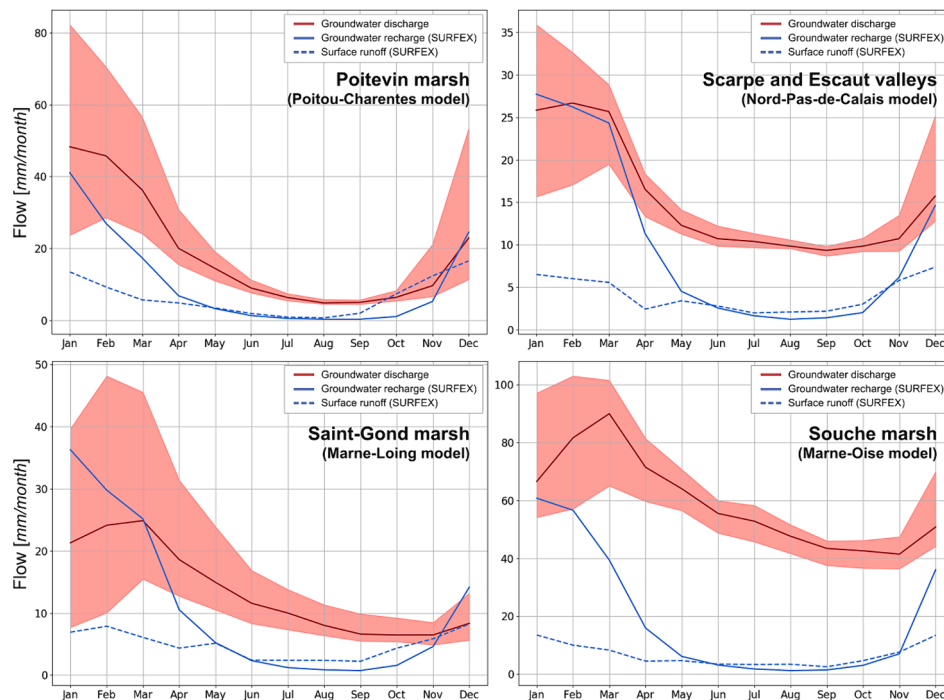 Groundwater discharge
Groundwater recharge (SURFEX)
Surface runoff (SURFEX)
Poitevin marsh
(Poitou-Charentes model)
Flow [mm/month]
80
60
40
20
0
Jan Feb Mar Apr May Jun Jul Aug Sep Oct Nov Dec
Groundwater discharge
Groundwater recharge (SURFEX)
Surface runoff (SURFEX)
Scarpe and Escaut valleys
(Nord-Pas-de-Calais model)
35
30
25
20
15
10
5
0
Jan Feb Mar Apr May Jun Jul Aug Sep Oct Nov Dec
Groundwater discharge
Groundwater recharge (SURFEX)
Surface runoff (SURFEX)
Saint-Gond marsh
(Marne-Loing model)
Flow [mm/month]
50
40
30
20
10
0
Jan Feb Mar Apr May Jun Jul Aug Sep Oct Nov Dec
Groundwater discharge
Groundwater recharge (SURFEX)
Surface runoff (SURFEX)
Souche marsh
(Marne-Oise model)
100
80
60
40
20
0
Jan Feb Mar Apr May Jun Jul Aug Sep Oct Nov Dec